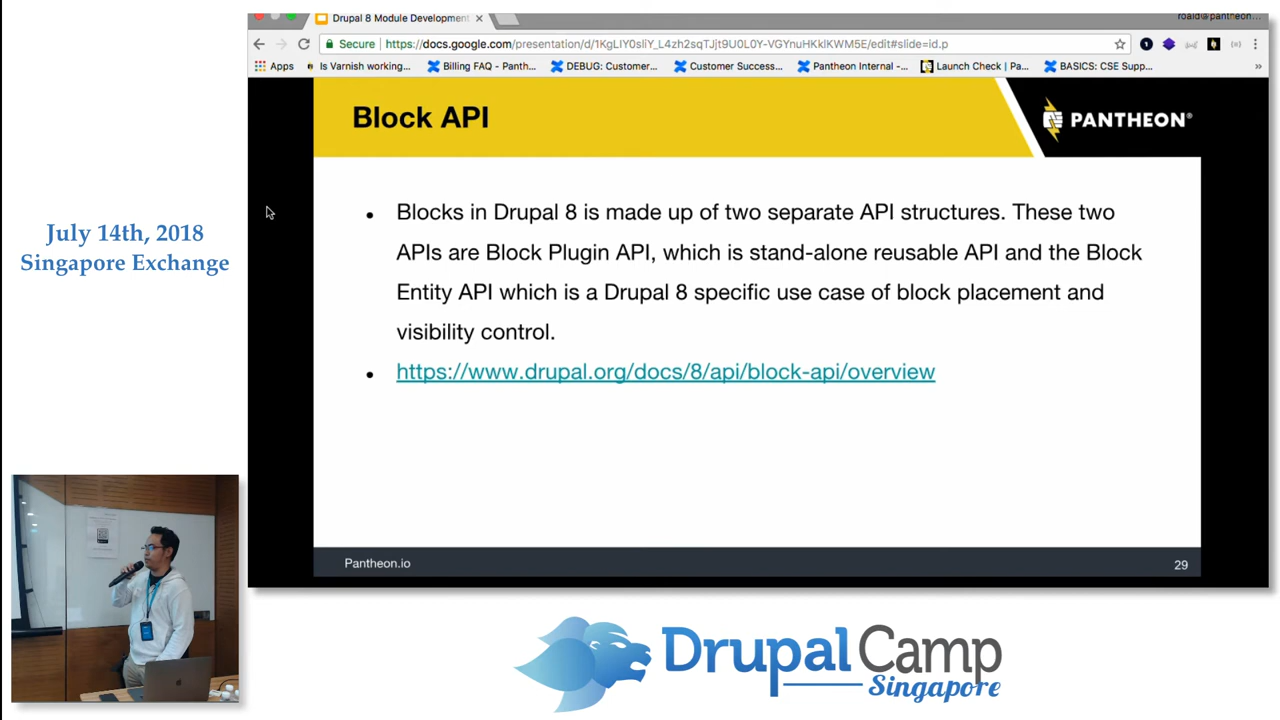 Drupal 8 Module Development
roald@pantheon...
Secure
https://docs.google.com/presentation/d/1KgLIY0sliY_L4zh2sqTJjt9U0L0Y-VGYnuHKklKWM5E/edit#slide=id.p
Apps
Is Varnish working...
Billing FAQ - Panth...
DEBUG: Customer...
Customer Success...
Pantheon Internal -...
Launch Check | Pa...
BASICS: CSE Supp...
»
Block API
PANTHEON®
• Blocks in Drupal 8 is made up of two separate API structures. These two
APIs are Block Plugin API, which is stand-alone reusable API and the Block
Entity API which is a Drupal 8 specific use case of block placement and
visibility control.
• https://www.drupal.org/docs/8/api/block-api/overview
Pantheon.io
29
July 14th, 2018
Singapore Exchange
Drupal Camp
Singapore